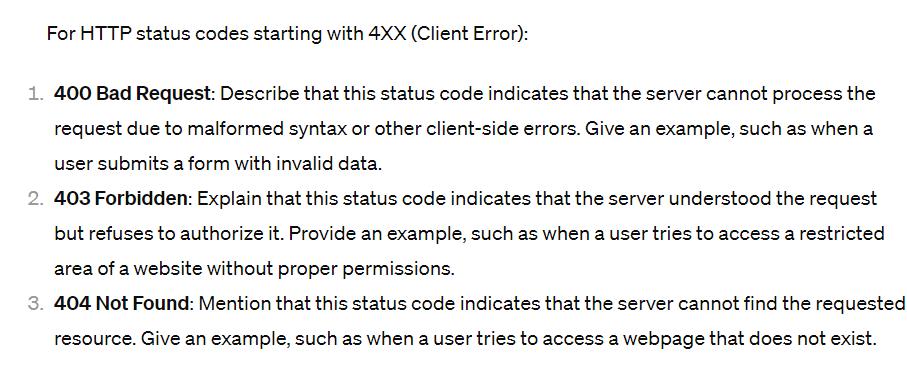 For HTTP status codes starting with 4XX (Client Error):
1. 400 Bad Request: Describe that this status code indicates that the server cannot process the
request due to malformed syntax or other client-side errors. Give an example, such as when a
user submits a form with invalid data.
2. 403 Forbidden: Explain that this status code indicates that the server understood the request
but refuses to authorize it. Provide an example, such as when a user tries to access a restricted
area of a website without proper permissions.
3. 404 Not Found: Mention that this status code indicates that the server cannot find the requested
resource. Give an example, such as when a user tries to access a webpage that does not exist.